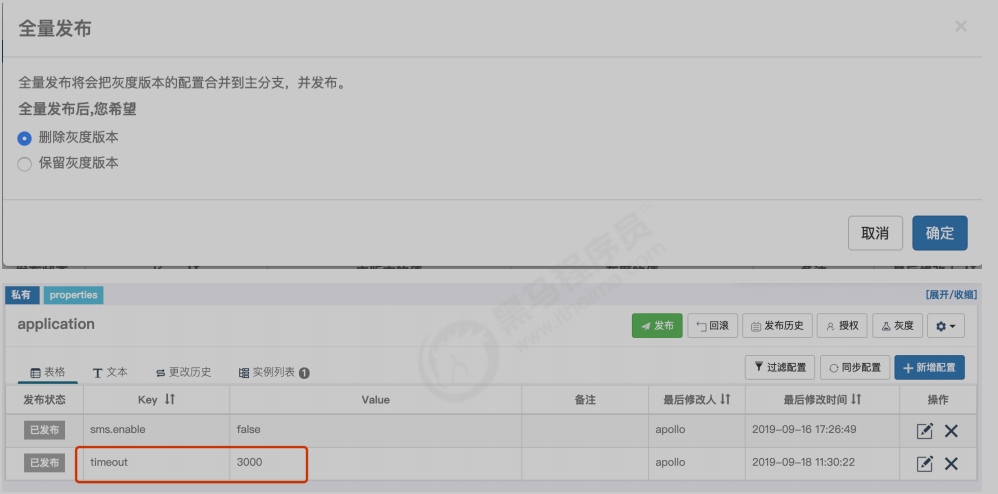 全量发布
×
全量发布将会把灰度版本的配置合并到主分支，并发布。
全量发布后,您希望
删除灰度版本
保留灰度版本
取消 确定
私有 properties [展开/收缩]
application 发布 回滚 发布历史 授权 灰度
表格 文本 更改历史 实例列表 1 过滤配置 同步配置 新增配置
发布状态 Key Value 备注 最后修改人 最后修改时间 操作
已发布 sms.enable false apollo 2019-09-16 17:26:49
已发布 timeout 3000 apollo 2019-09-18 11:30:22
黑马程序员
www.itheima.com